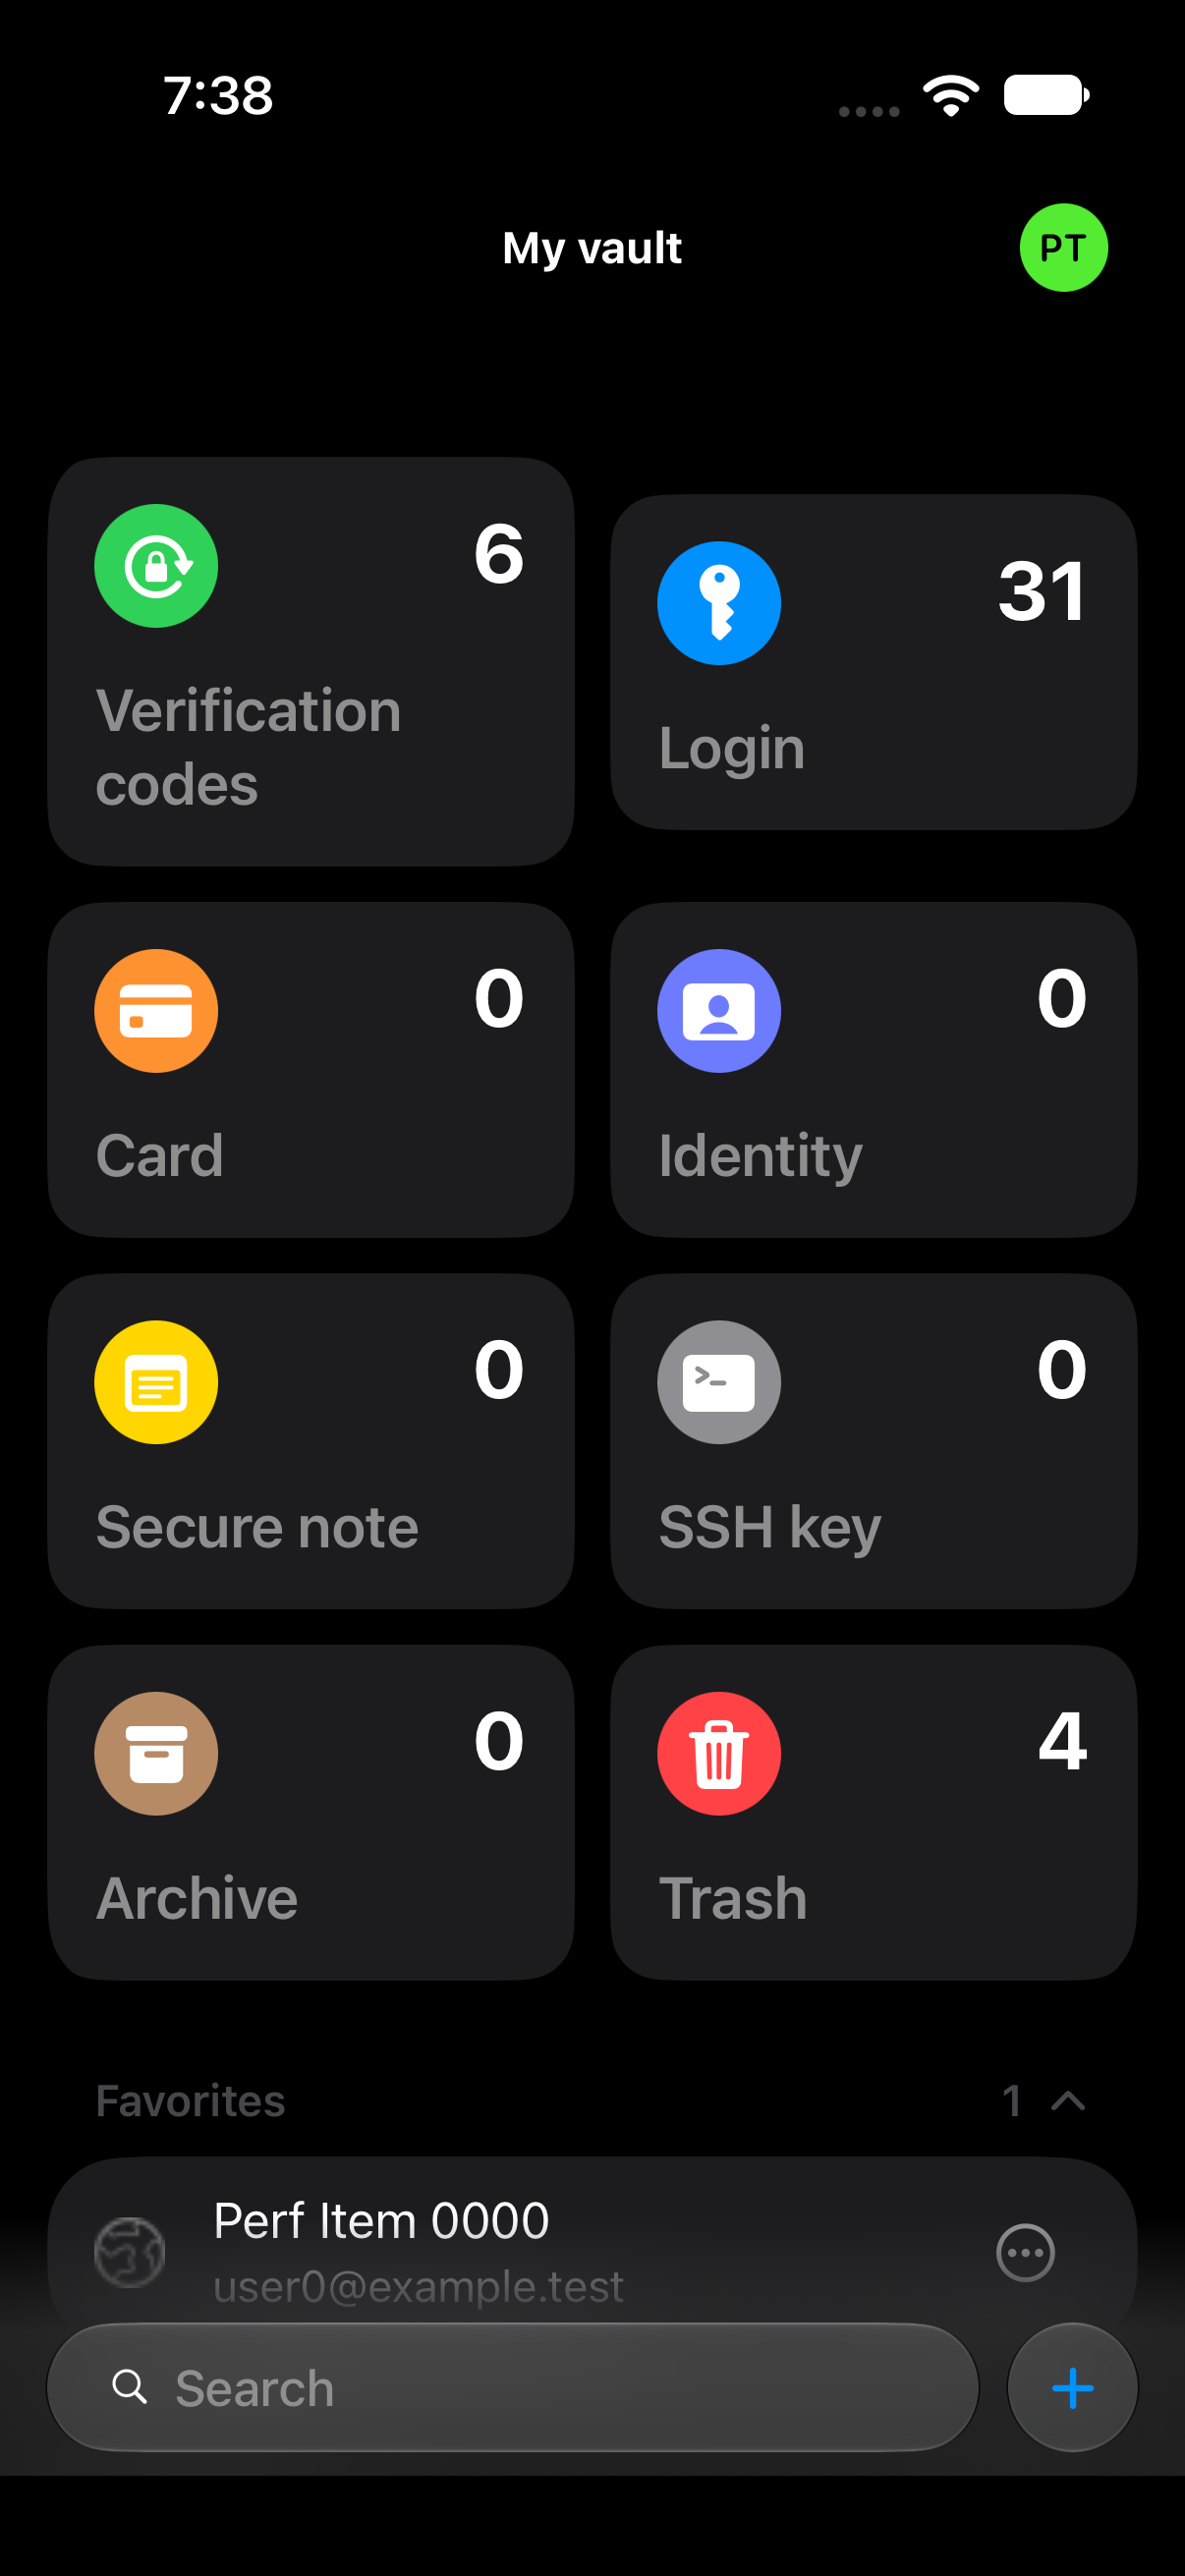 7:38
My vault
PT
6
Verification
codes
31
Login
0
Card
0
Identity
0
Secure note
0
SSH key
0
Archive
4
Trash
Favorites
1
Perf Item 0000
user0@example.test
Search